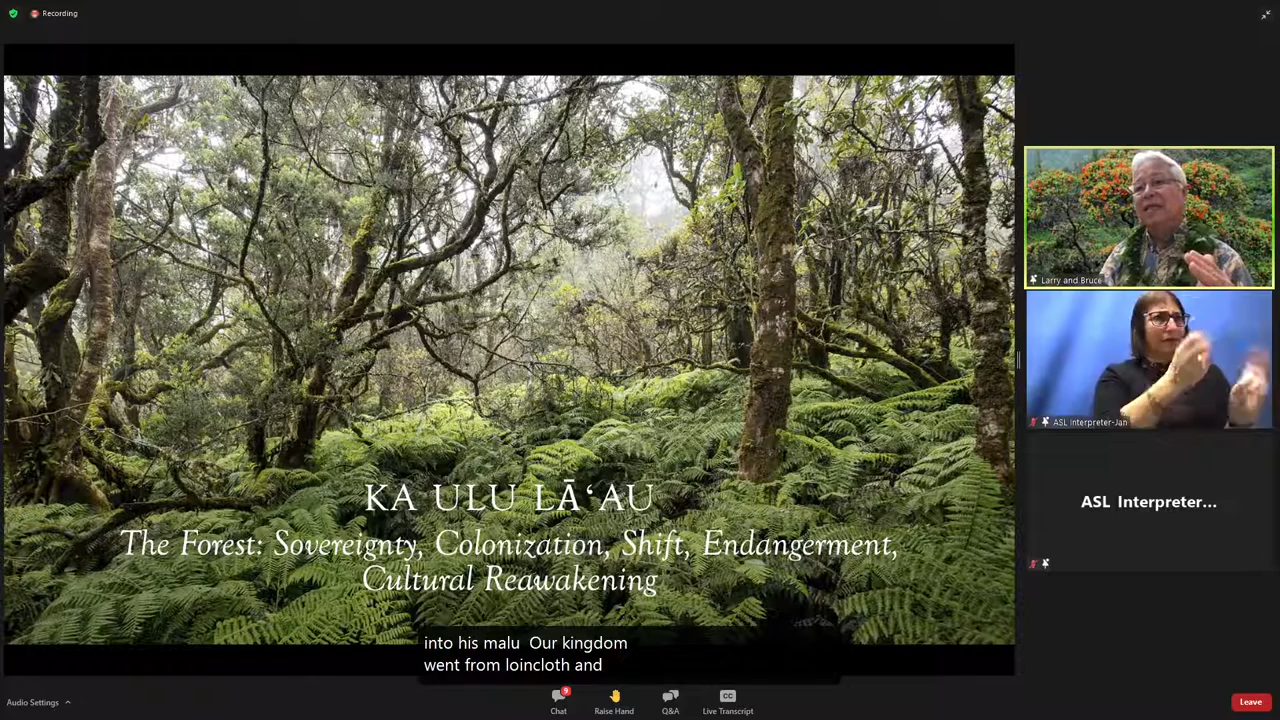 Recording
KA ULU LĀʻAU
The Forest: Sovereignty, Colonization, Shift, Endangerment,
Cultural Reawakening
into his malu Our kingdom
went from loincloth and
Larry and Bruce
ASL Interpreter-Jan
ASL Interpreter...
Audio Settings
9
Chat
Raise Hand
Q&A
CC
Live Transcript
Leave